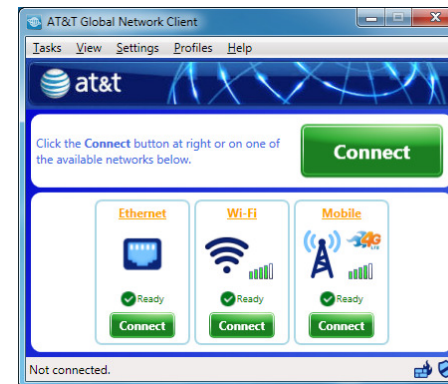 AT&T Global Network Client
Tasks View Settings Profiles Help
at&t
Click the Connect button at right or on one of
the available networks below.
Connect
Ethernet Wi-Fi Mobile
4G
Ready Ready Ready
Connect Connect Connect
Not connected.